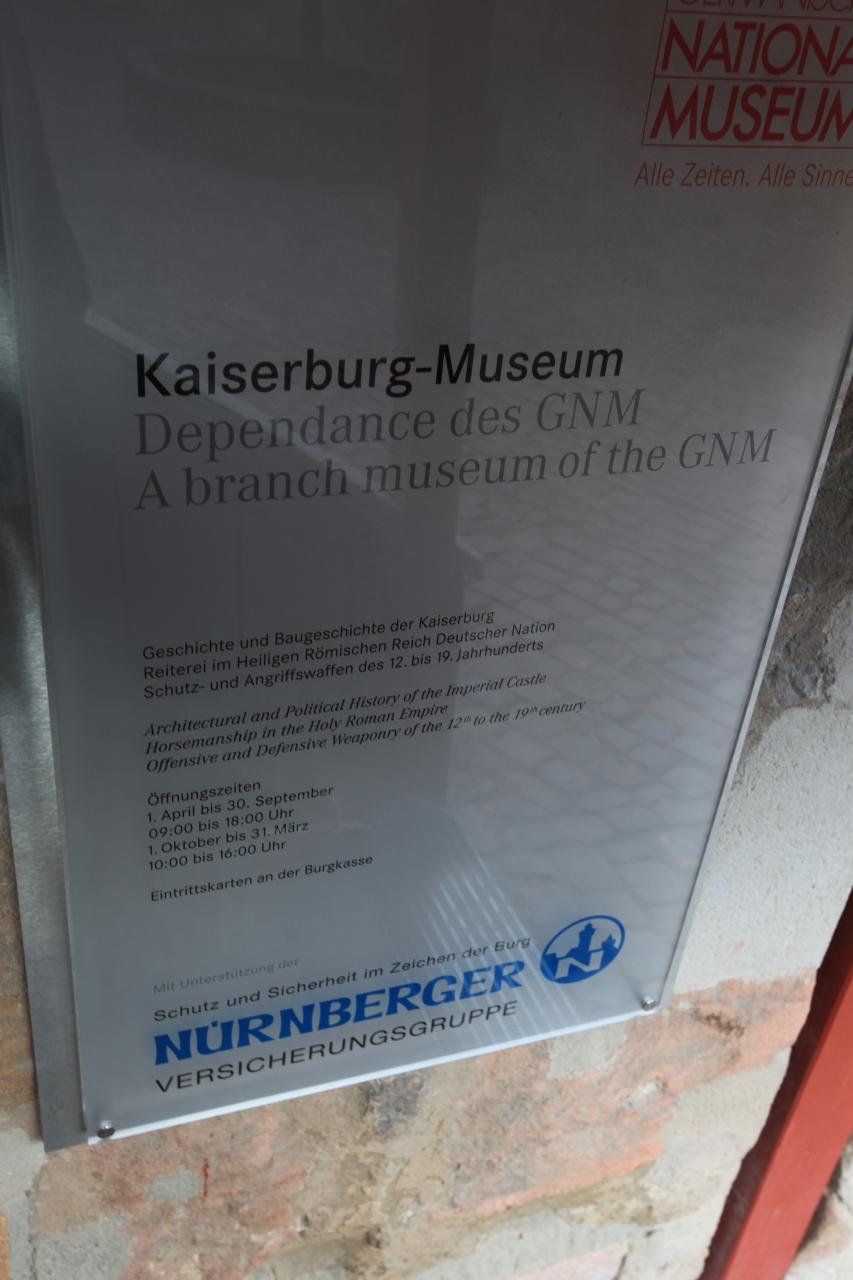 NATIONA
MUSEUM
Alle Zeiten. Alle Sinne
Kaiserburg-Museum
Dependance des GNM
A branch museum of the GNM
Geschichte und Baugeschichte der Kaiserburg
Reiterei im Heiligen Römischen Reich Deutscher Nation
Schutz- und Angriffswaffen des 12. bis 19. Jahrhunderts
Architectural and Political History of the Imperial Castle
Horsemanship in the Holy Roman Empire
Offensive and Defensive Weaponry of the 12th to the 19th century
Öffnungszeiten
1. April bis 30. September
09:00 bis 18:00 Uhr
1. Oktober bis 31. März
10:00 bis 16:00 Uhr
Eintrittskarten an der Burgkasse
Mit Unterstützung der
Schutz und Sicherheit im Zeichen der Burg
NÜRNBERGER
N
VERSICHERUNGSGRUPPE